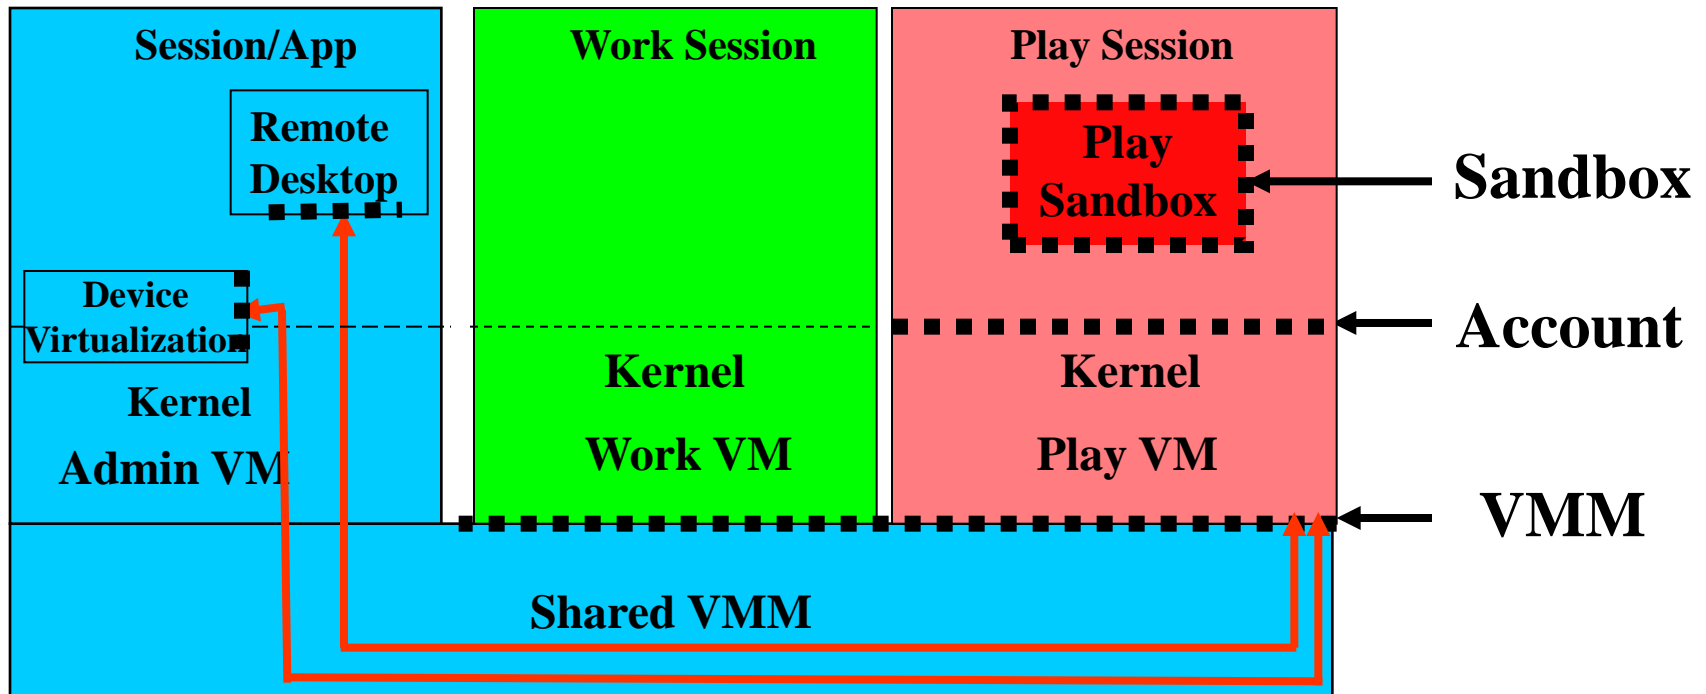 Session/App
Remote
Desktop
Device
Virtualization
Kernel
Admin VM
Work Session
Kernel
Work VM
Play Session
Play
Sandbox
Kernel
Play VM
Sandbox
Account
VMM
Shared VMM